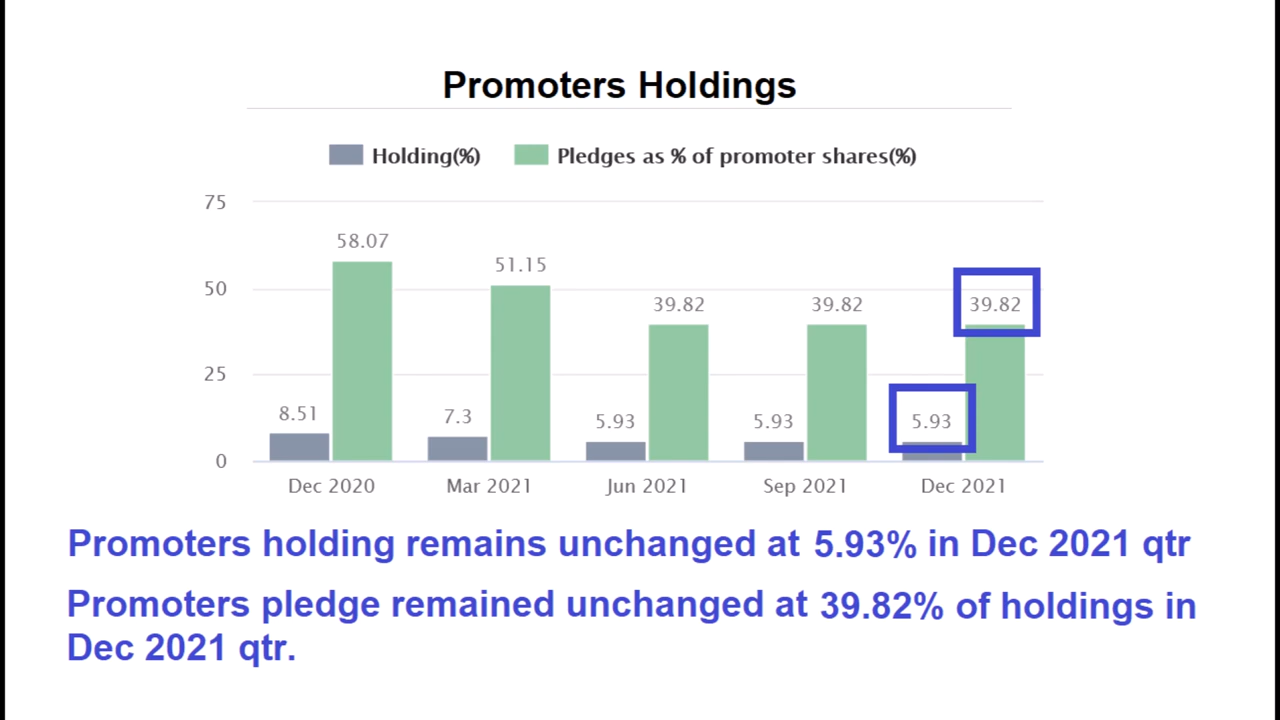 Promoters Holdings
Holding(%) Pledges as % of promoter shares(%)
75
58.07
51.15
50
39.82 39.82 39.82
25
8.51 7.3 5.93 5.93 5.93
0
Dec 2020 Mar 2021 Jun 2021 Sep 2021 Dec 2021
Promoters holding remains unchanged at 5.93% in Dec 2021 qtr
Promoters pledge remained unchanged at 39.82% of holdings in
Dec 2021 qtr.